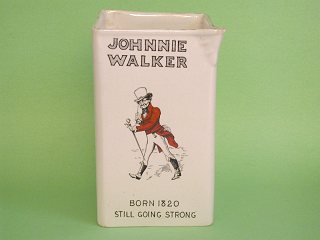 JOHNNIE
WALKER
BORN 1820
STILL GOING STRONG